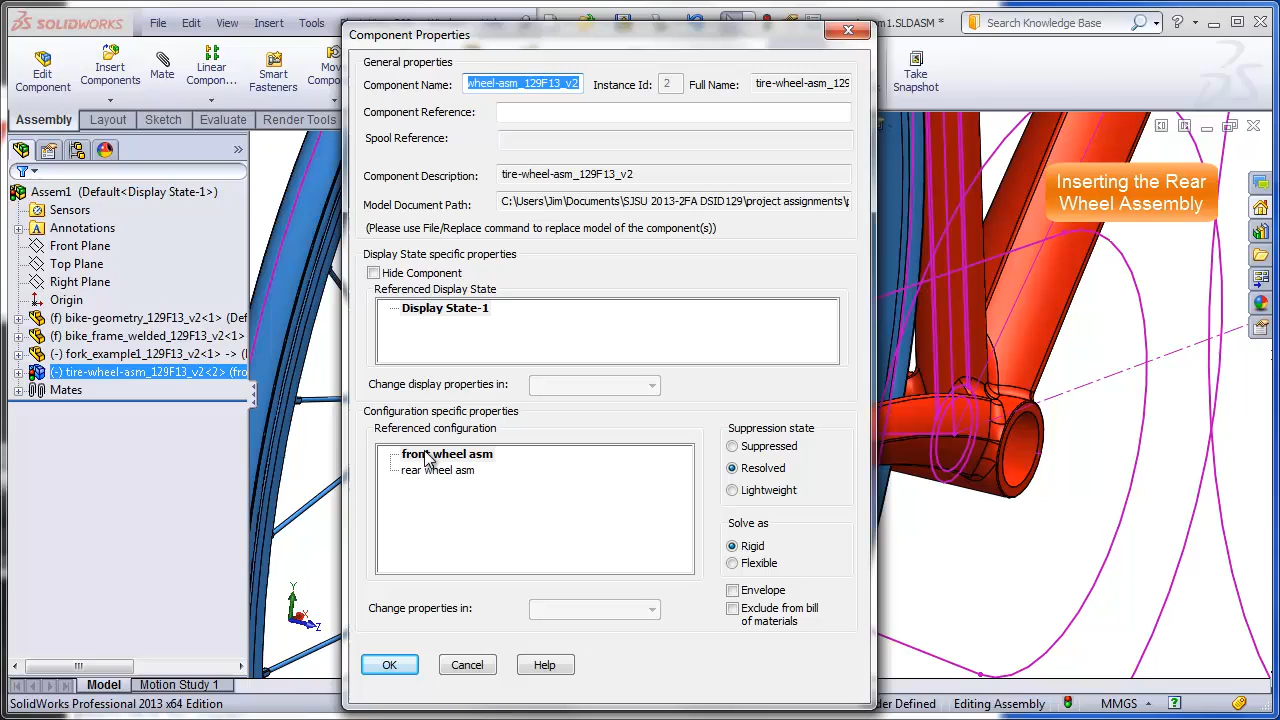 SOLIDWORKS
File
Edit
View
Insert
Tools
m1.SLDASM *
Search Knowledge Base
Edit
Component
Insert
Components
Mate
Linear
Compon...
Smart
Fasteners
Take
Snapshot
Assembly
Layout
Sketch
Evaluate
Render Tools
Assem1 (Default<Display State-1>)
Sensors
Annotations
Front Plane
Top Plane
Right Plane
Origin
(f) bike-geometry_129F13_v2<1> (Def
(f) bike_frame_welded_129F13_v2<1>
(-) fork_example1_129F13_v2<1> -> (
(-) tire-wheel-asm_129F13_v2<2> (fro
Mates
Component Properties
General properties
Component Name:
wheel-asm_129F13_v2
Instance Id:
2
Full Name:
tire-wheel-asm_129
Component Reference:
Spool Reference:
Component Description:
tire-wheel-asm_129F13_v2
Model Document Path:
C:\Users\Jim\Documents\SJSU 2013-2FA DSID129\project assignments\
(Please use File/Replace command to replace model of the component(s))
Display State specific properties
Hide Component
Referenced Display State
Display State-1
Change display properties in:
Configuration specific properties
Referenced configuration
front wheel asm
rear wheel asm
Change properties in:
Suppression state
Suppressed
Resolved
Lightweight
Solve as
Rigid
Flexible
Envelope
Exclude from bill
of materials
OK
Cancel
Help
Inserting the Rear
Wheel Assembly
Y
Z
Model
Motion Study 1
SolidWorks Professional 2013 x64 Edition
der Defined
Editing Assembly
MMGS